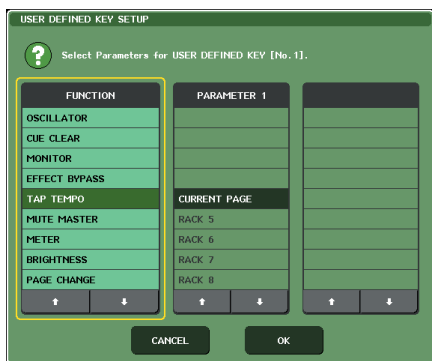 USER DEFINED KEY SETUP
?
Select Parameters for USER DEFINED KEY [No.1].
FUNCTION
OSCILLATOR
CUE CLEAR
MONITOR
EFFECT BYPASS
TAP TEMPO
MUTE MASTER
METER
BRIGHTNESS
PAGE CHANGE
PARAMETER 1
CURRENT PAGE
RACK 5
RACK 6
RACK 7
RACK 8
CANCEL
OK